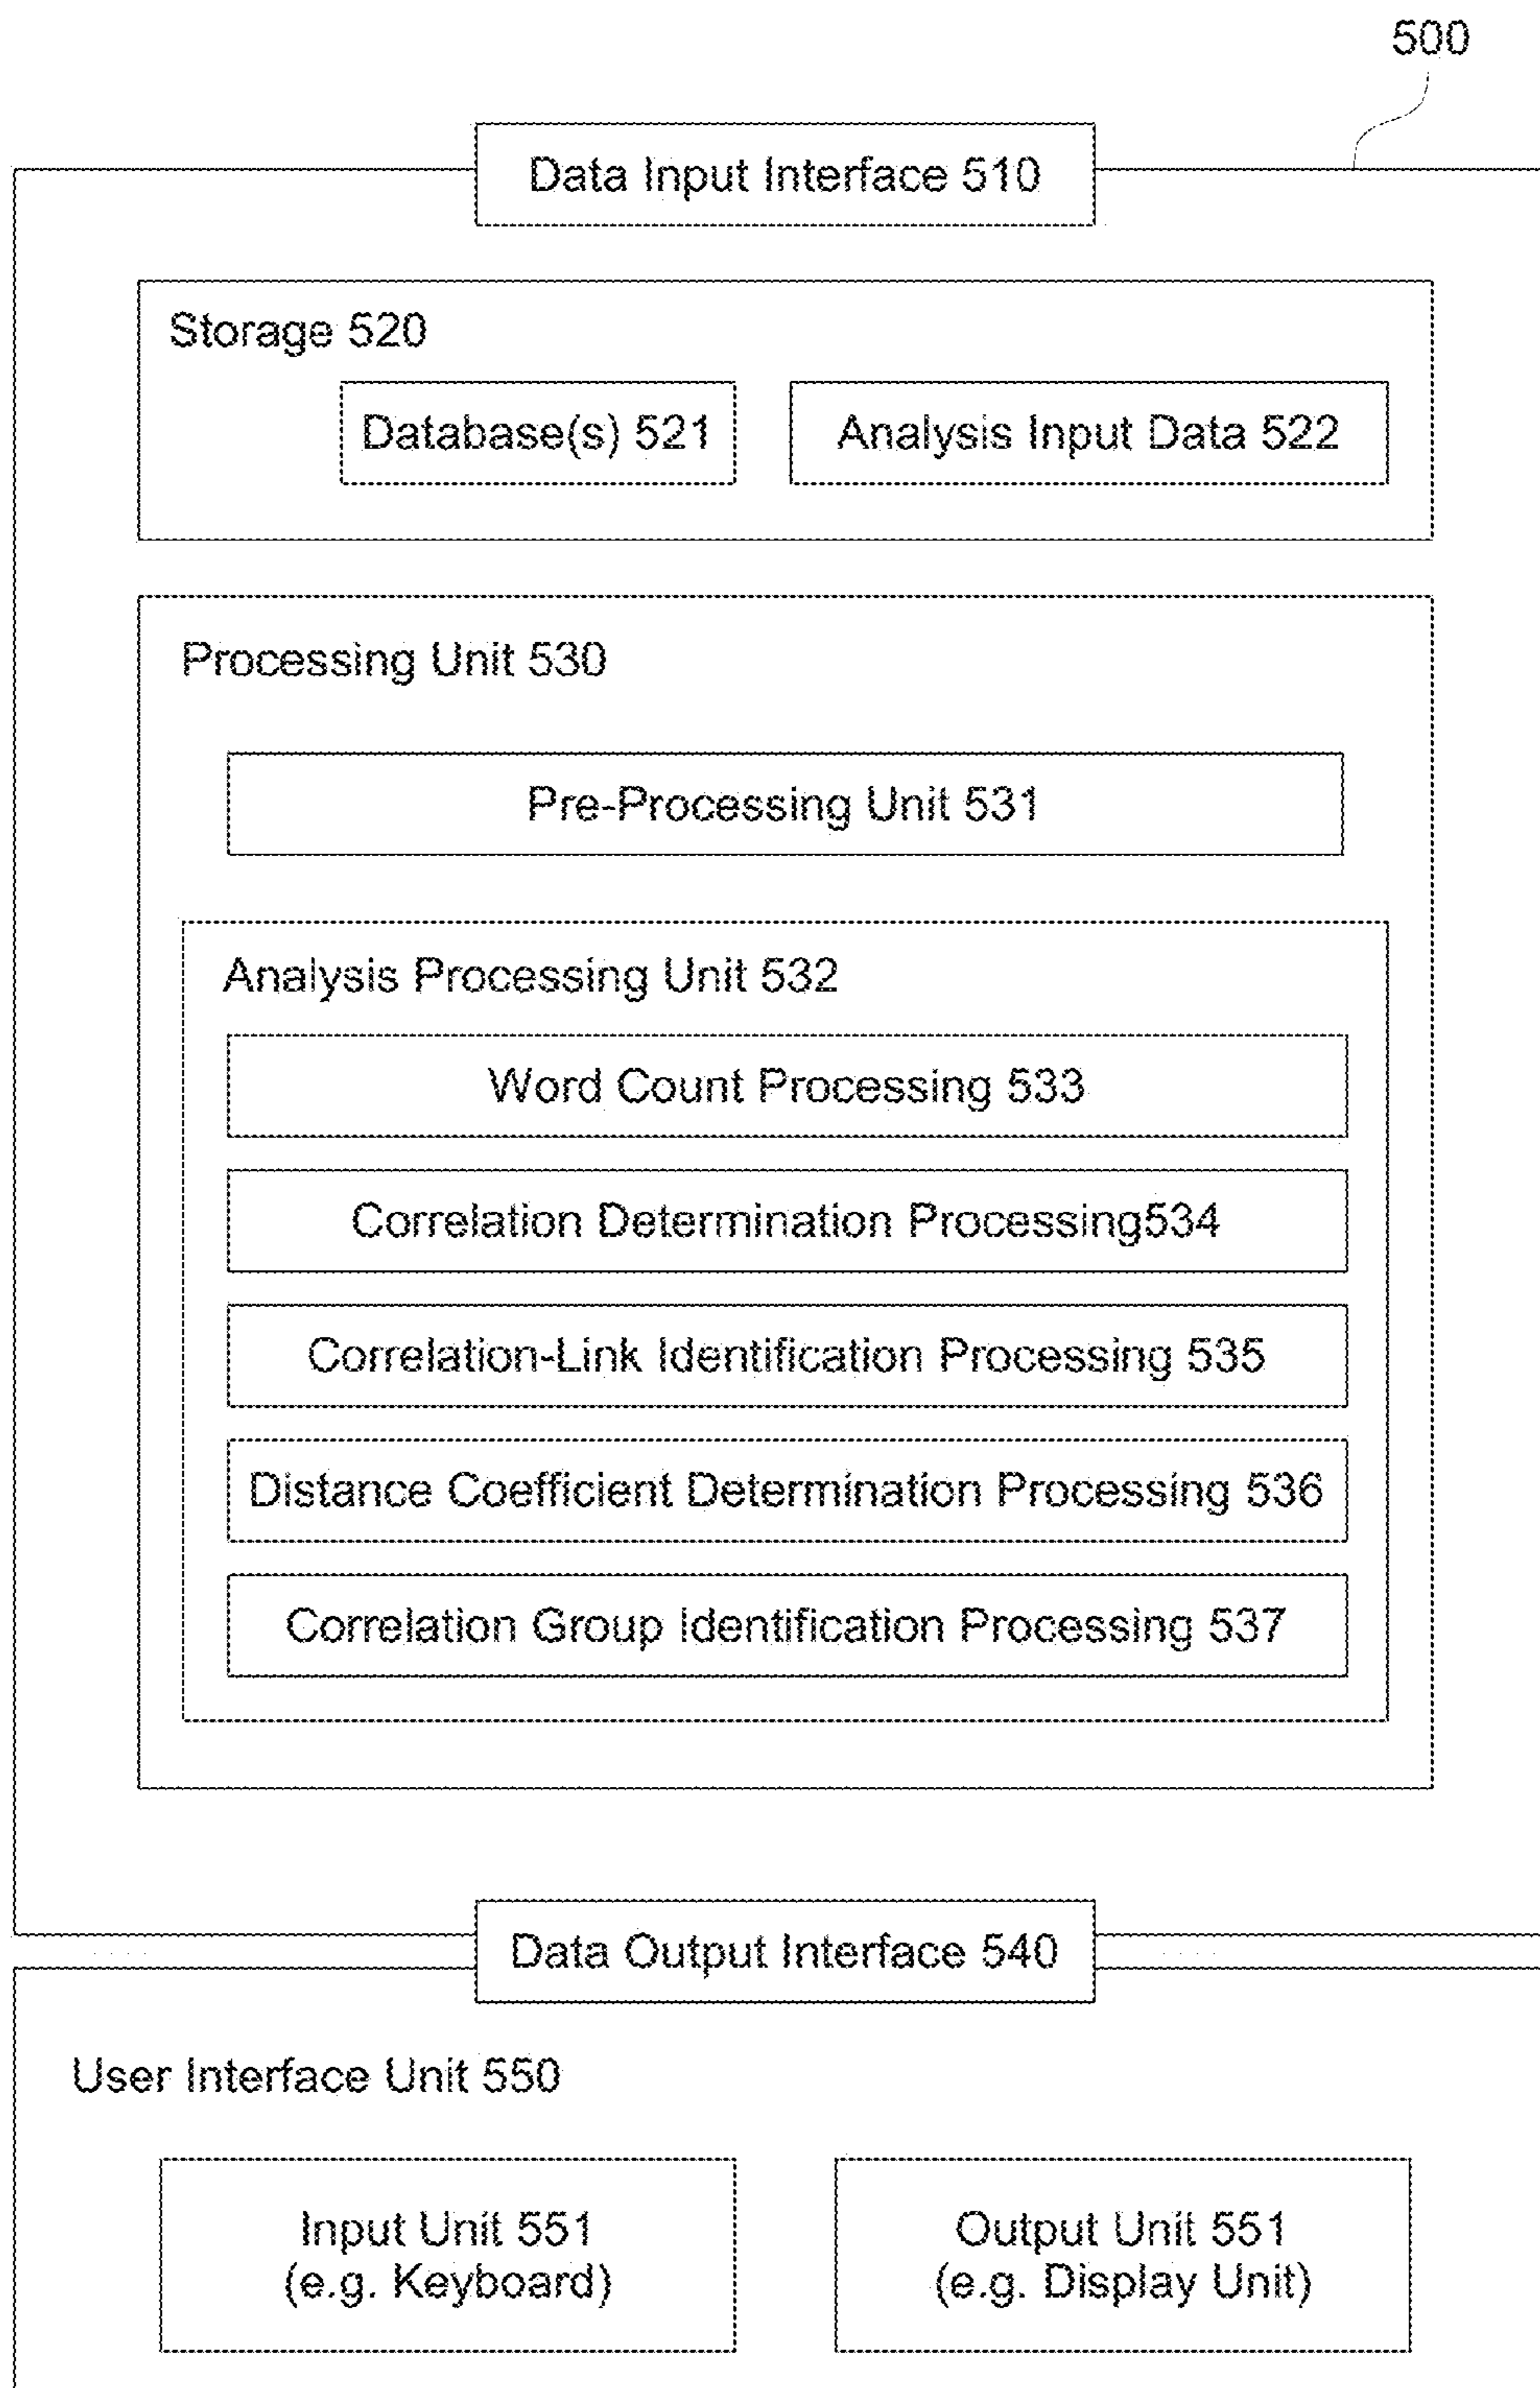 500
Data Input Interface 510
Storage 520
Database(s) 521
Analysis Input Data 522
Processing Unit 530
Pre-Processing Unit 531
Analysis Processing Unit 532
Word Count Processing 533
Correlation Determination Processing534
Correlation-Link Identification Processing 535
Distance Coefficient Determination Processing 536
Correlation Group Identification Processing 537
Data Output Interface 540
User Interface Unit 550
Input Unit 551
(e.g. Keyboard)
Output Unit 551
(e.g. Display Unit)